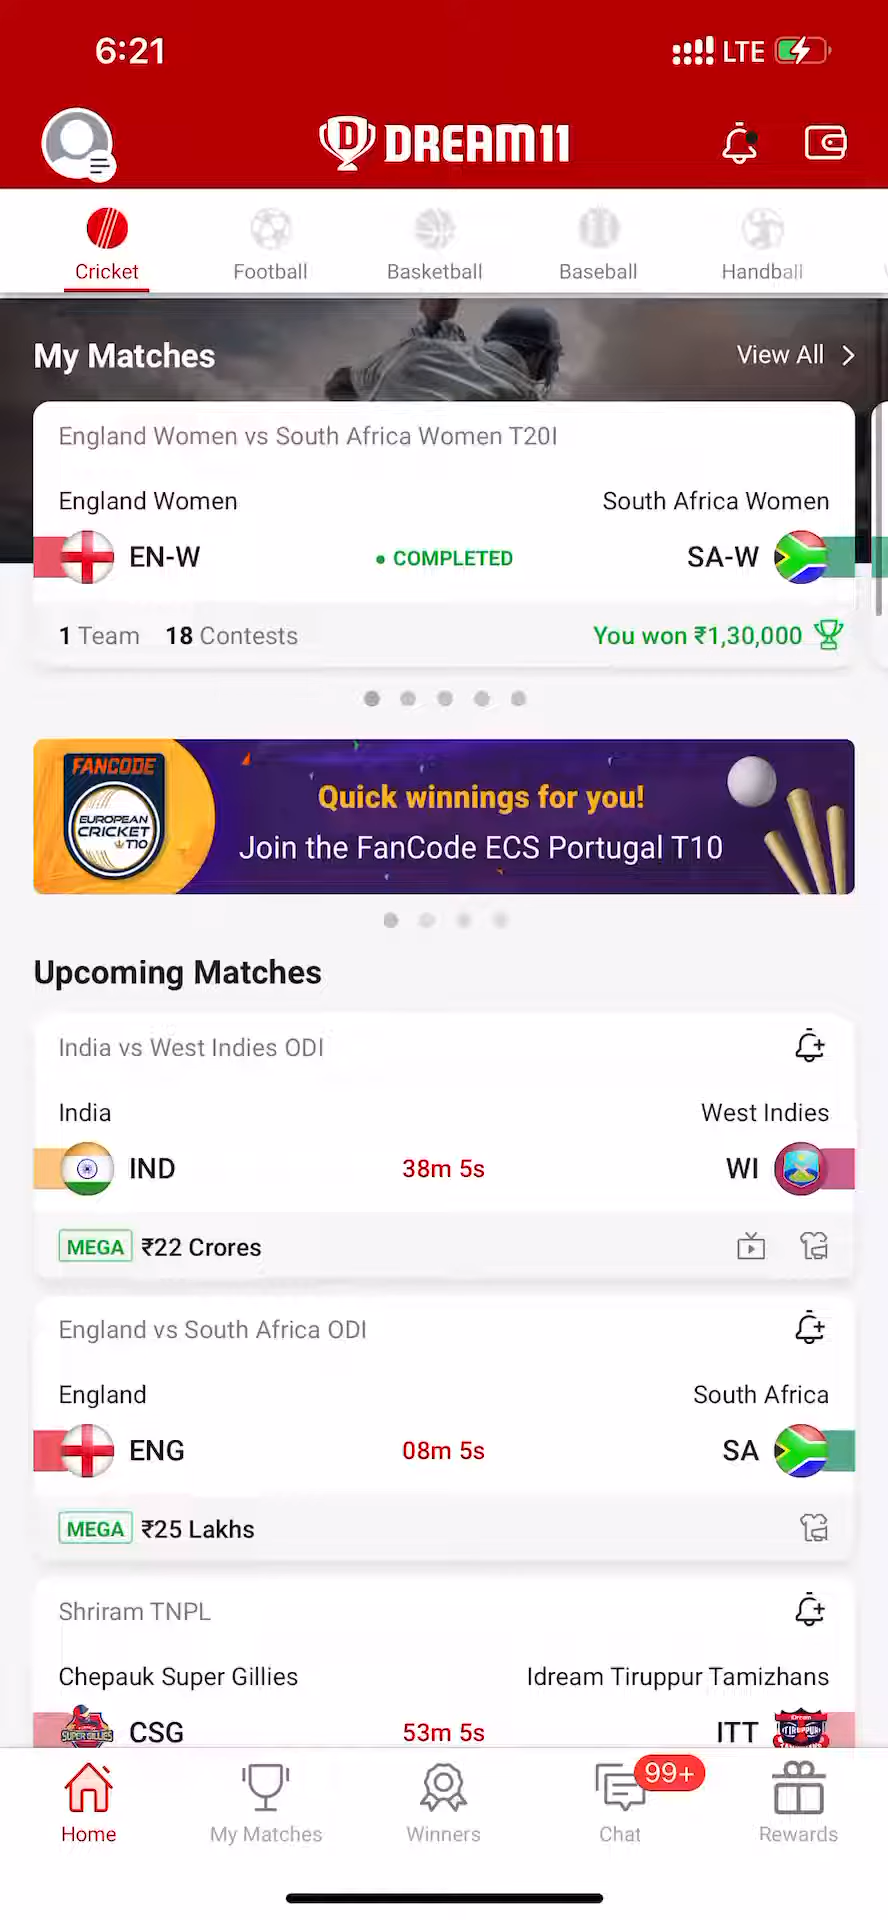 6:21
LTE
DREAM11
Cricket
Football
Basketball
Baseball
Handball
My Matches
View All
England Women vs South Africa Women T20I
England Women
South Africa Women
EN-W
COMPLETED
SA-W
1 Team
18 Contests
You won ₹1,30,000
FANCODE
EUROPEAN
CRICKET
T10
Quick winnings for you!
Join the FanCode ECS Portugal T10
Upcoming Matches
India vs West Indies ODI
India
West Indies
IND
38m 5s
WI
MEGA
₹22 Crores
England vs South Africa ODI
England
South Africa
ENG
08m 5s
SA
MEGA
₹25 Lakhs
Shriram TNPL
Chepauk Super Gillies
Idream Tiruppur Tamizhans
SUPER GILLIES
CSG
53m 5s
ITT
TIRUPPUR
99+
Home
My Matches
Winners
Chat
Rewards